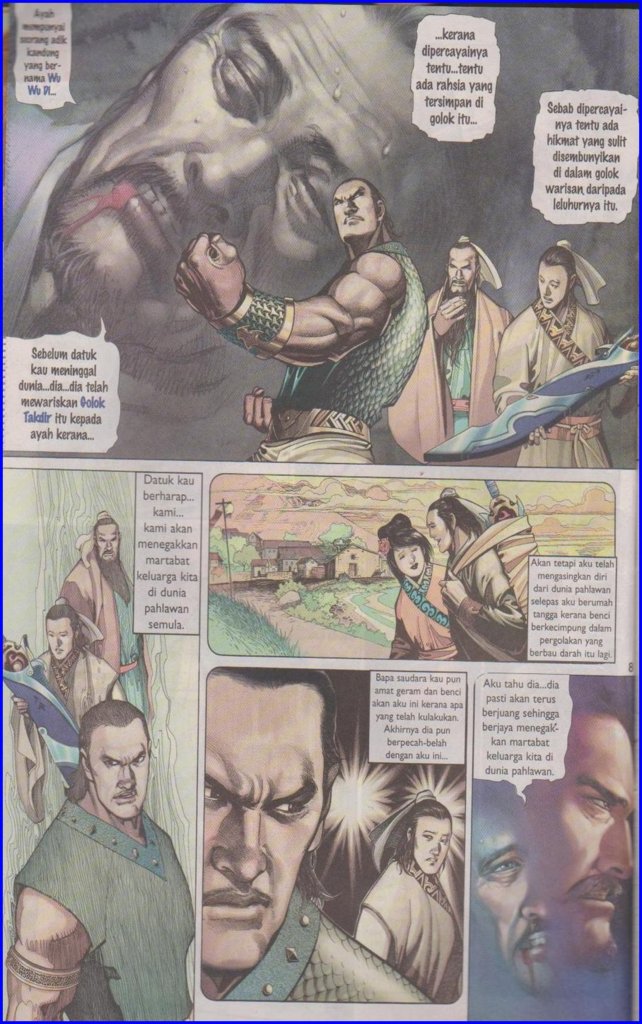 Ayah
mempunyai
seorang adik
kandung
yang ber-
nama Wu
Wu Di...
...kerana
dipercayainya
tentu...tentu
ada rahsia yang
tersimpan di
golok itu...
Sebab dipercayai-
nya tentu ada
hikmat yang sulit
disembunyikan
di dalam golok
warisan daripada
leluhurnya itu.
Sebelum datuk
kau meninggal
dunia...dia...dia telah
mewariskan Golok
Takdir itu kepada
ayah kerana...
Datuk kau
berharap...
kami...
kami akan
menegakkan
martabat
keluarga kita
di dunia
pahlawan
semula.
Akan tetapi aku telah
mengasingkan diri
dari dunia pahlawan
selepas aku berumah
tangga kerana benci
berkecimpung dalam
pergolakan yang
berbau darah itu lagi.
8
Bapa saudara kau pun
amat geram dan benci
akan aku ini kerana apa
yang telah kulakukan.
Akhirnya dia pun
berpecah-belah
dengan aku ini...
Aku tahu dia...dia
pasti akan terus
berjuang sehingga
berjaya menegak-
kan martabat
keluarga kita di
dunia pahlawan.